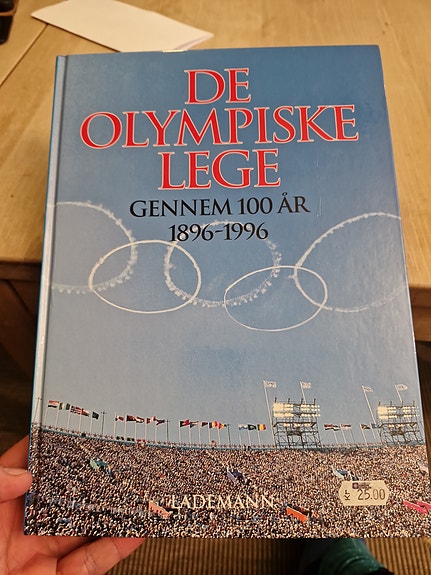 DE
OLYMPISKE
LEGE
GENNEM 100 ÅR
1896-1996
LADEMANN
25.00